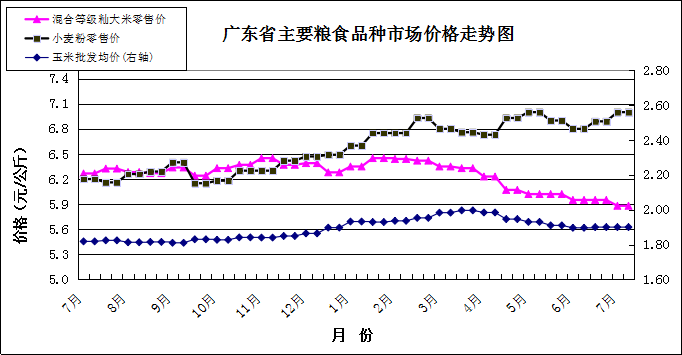 混合等级籼大米零售价
小麦粉零售价
玉米批发均价(右轴)
广东省主要粮食品种市场价格走势图
价格(元/公斤)
7.4
7.1
6.8
6.5
6.2
5.9
5.6
5.0
2.80
2.60
2.40
2.20
2.00
1.80
1.60
7月
8月
9月
10月
11月
12月
1月
2月
3月
4月
5月
6月
7月
月 份